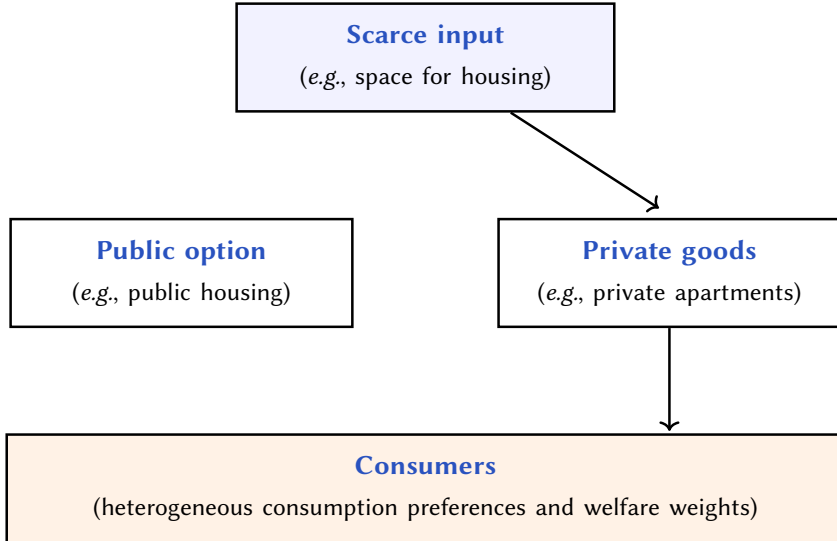 Scarce input
(e.g., space for housing)
Public option
(e.g., public housing)
Private goods
(e.g., private apartments)
Consumers
(heterogeneous consumption preferences and welfare weights)